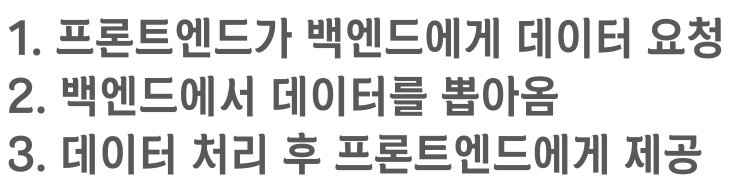 1. 프론트엔드가 백엔드에게 데이터 요청
2. 백엔드에서 데이터를 뽑아옴
3. 데이터 처리 후 프론트엔드에게 제공